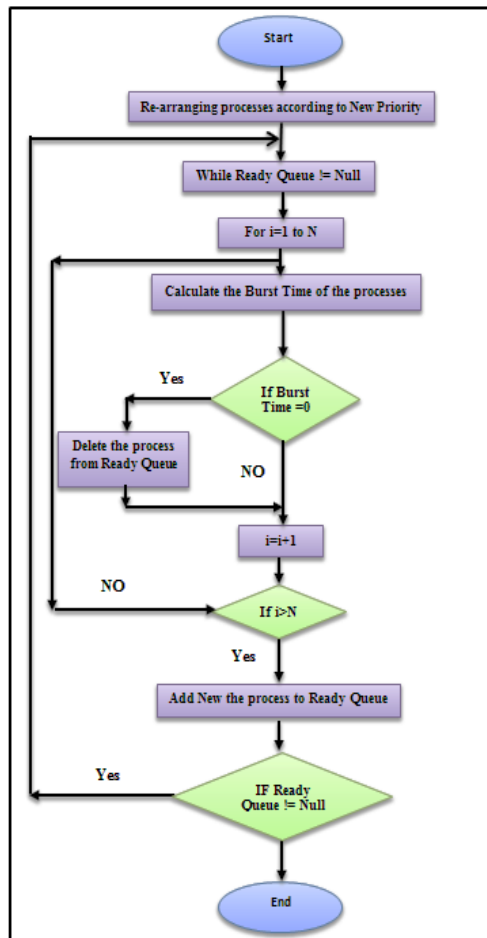 Start
Re-arranging processes according to New Priority
While Ready Queue != Null
For i=1 to N
Calculate the Burst Time of the processes
Yes
If Burst
Time =0
Delete the process
from Ready Queue
NO
i=i+1
NO
If i>N
Yes
Add New the process to Ready Queue
Yes
IF Ready
Queue != Null
End